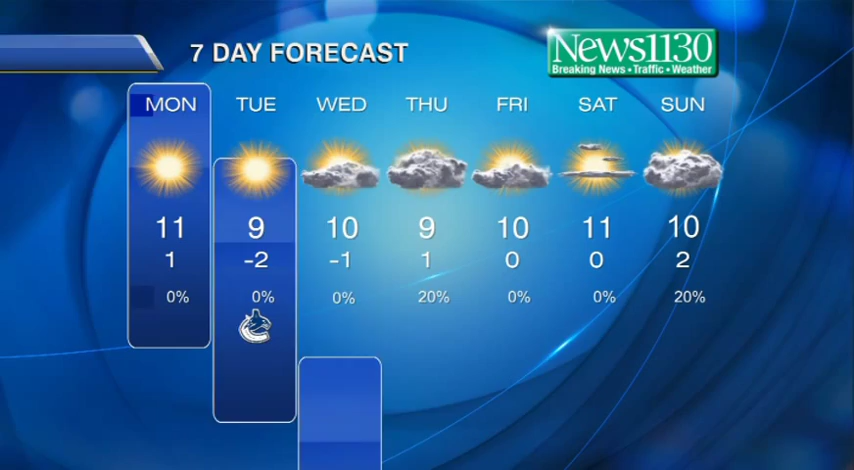 7 DAY FORECAST
News1130
Breaking News • Traffic • Weather
MON TUE WED THU FRI SAT SUN
11 9 10 9 10 11 10
1 -2 -1 1 0 0 2
0% 0% 0% 20% 0% 0% 20%